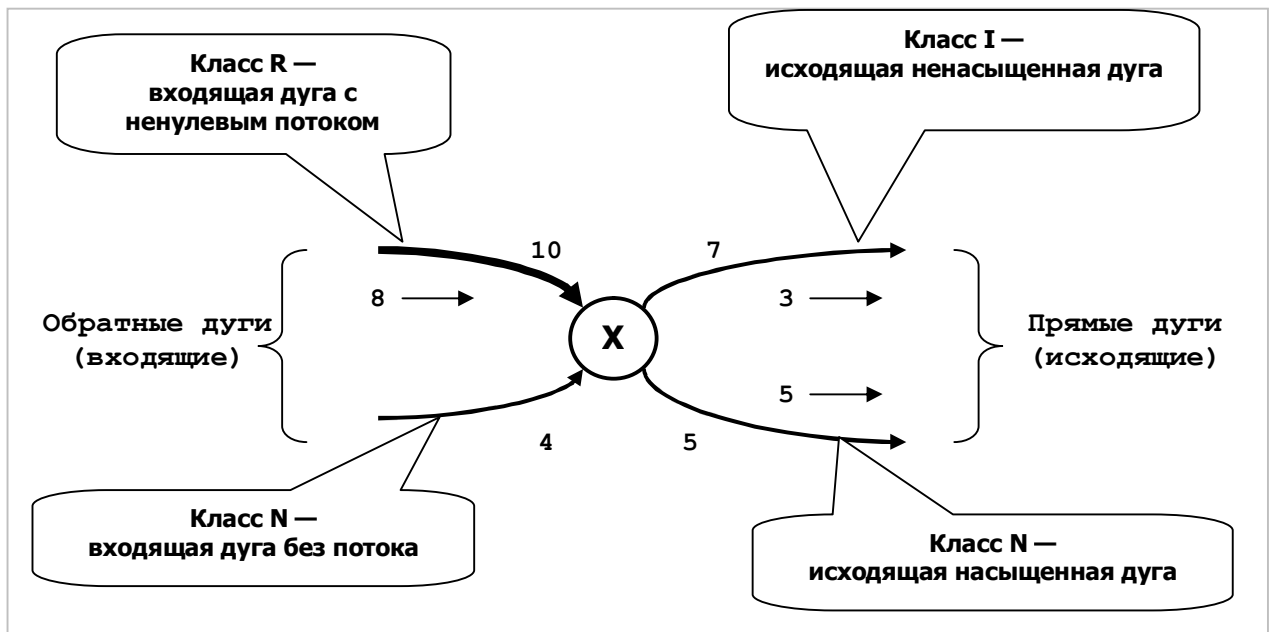 Класс R —
входящая дуга с
ненулевым потоком
Класс I —
исходящая ненасыщенная дуга
10
7
8
3
Обратные дуги
(входящие)
X
Прямые дуги
(исходящие)
5
4
5
Класс N —
входящая дуга без потока
Класс N —
исходящая насыщенная дуга